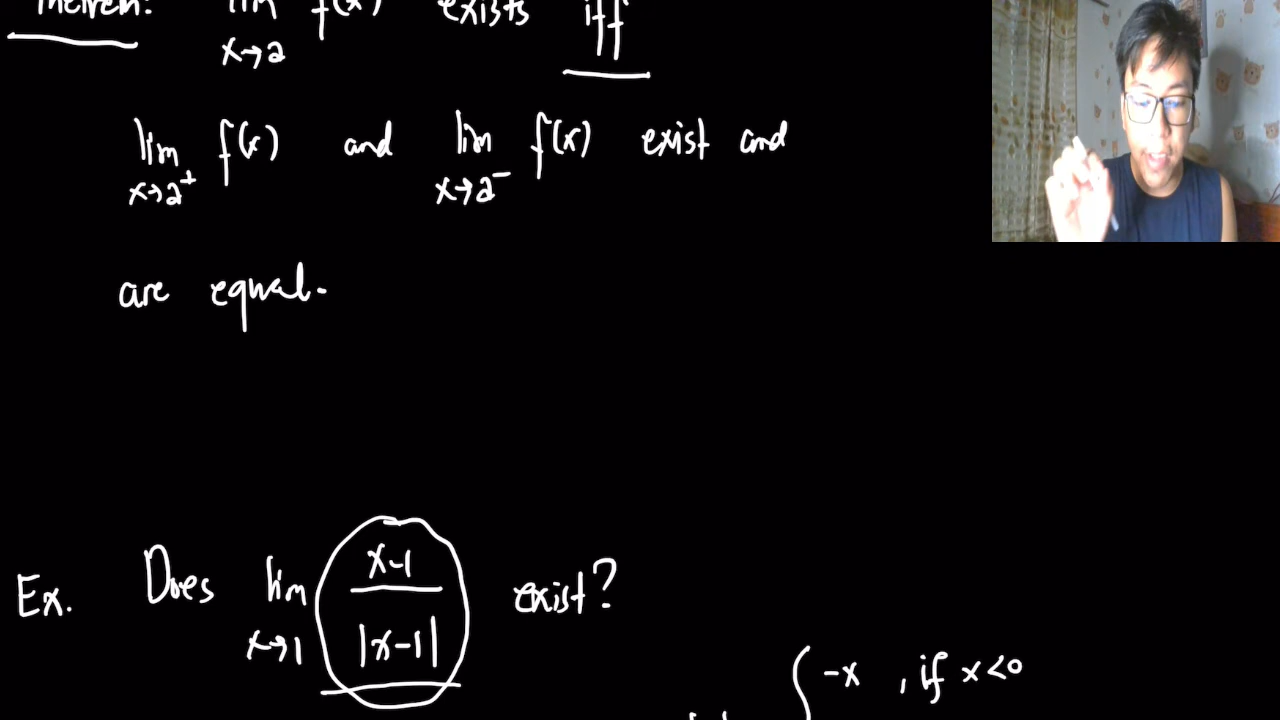 Theorem: lim f(x) exists iff
x→a
lim f(x) and lim f(x) exist and
x→a⁺ x→a⁻
are equal.
Ex. Does lim x-1 exist?
x→1 |x-1|
-x , if x<0